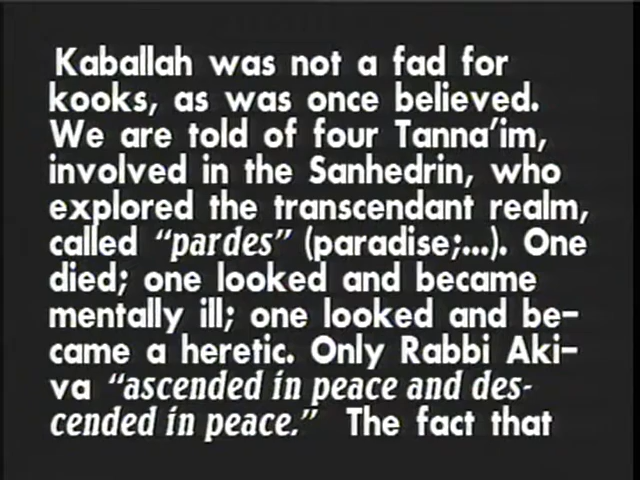 Kaballah was not a fad for
kooks, as was once believed.
We are told of four Tanna'im,
involved in the Sanhedrin, who
explored the transcendant realm,
called "pardes" (paradise;...). One
died; one looked and became
mentally ill; one looked and be-
came a heretic. Only Rabbi Aki-
va "ascended in peace and des-
cended in peace." The fact that